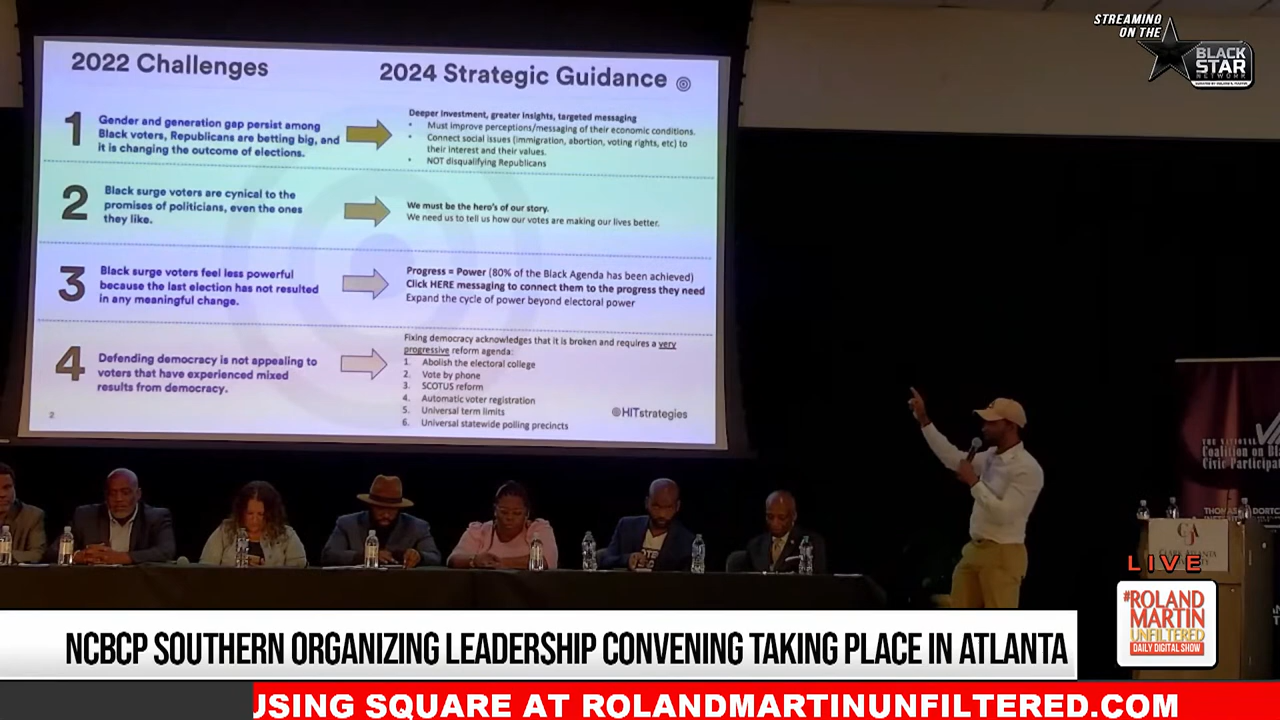 STREAMING
ON THE
BLACK
STAR
NETWORK
2022 Challenges
2024 Strategic Guidance
1
Gender and generation gap persist among
Black voters, Republicans are betting big, and
it is changing the outcome of elections.
Deeper investment, greater insights, targeted messaging
• Must improve perceptions/messaging of their economic conditions.
• Connect social issues (immigration, abortion, voting rights, etc) to
their interest and their values.
• NOT disqualifying Republicans
2
Black surge voters are cynical to the
promises of politicians, even the ones
they like.
We must be the hero's of our story.
We need us to tell us how our votes are making our lives better.
3
Black surge voters feel less powerful
because the last election has not resulted
in any meaningful change.
Progress = Power (80% of the Black Agenda has been achieved)
Click HERE messaging to connect them to the progress they need
Expand the cycle of power beyond electoral power
4
Defending democracy is not appealing to
voters that have experienced mixed
results from democracy.
Fixing democracy acknowledges that it is broken and requires a very
progressive reform agenda:
1. Abolish the electoral college
2. Vote by phone
3. SCOTUS reform
4. Automatic voter registration
5. Universal term limits
6. Universal statewide polling precincts
2
@HITstrategies
THE NATIONAL
Coalition on Bl
Civic Participat
THOMAS
DORTC
CLARK ATLANTA
LIVE
#ROLAND
MARTIN
UNFILTERED
DAILY DIGITAL SHOW
NCBCP SOUTHERN ORGANIZING LEADERSHIP CONVENING TAKING PLACE IN ATLANTA
USING SQUARE AT ROLANDMARTINUNFILTERED.COM